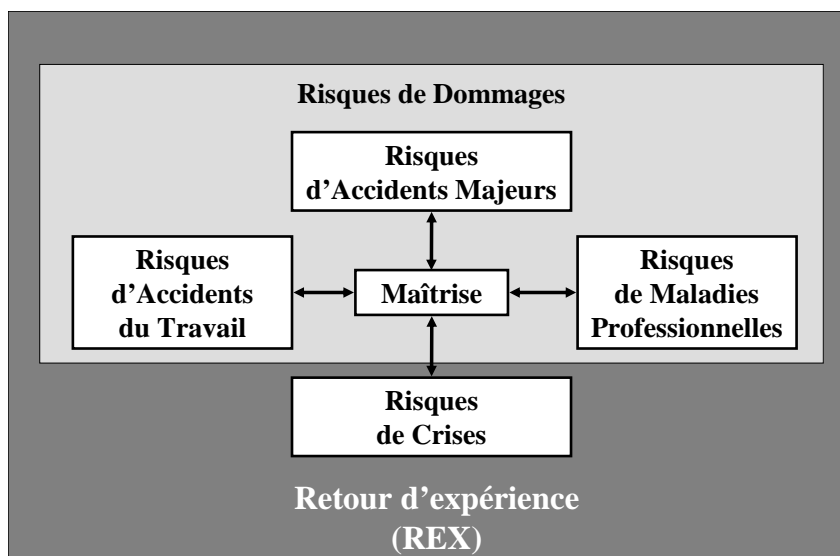 Risques de Dommages
Risques
d’Accidents Majeurs
Risques
d’Accidents
du Travail
Maîtrise
Risques
de Maladies
Professionnelles
Risques
de Crises
Retour d’expérience
(REX)